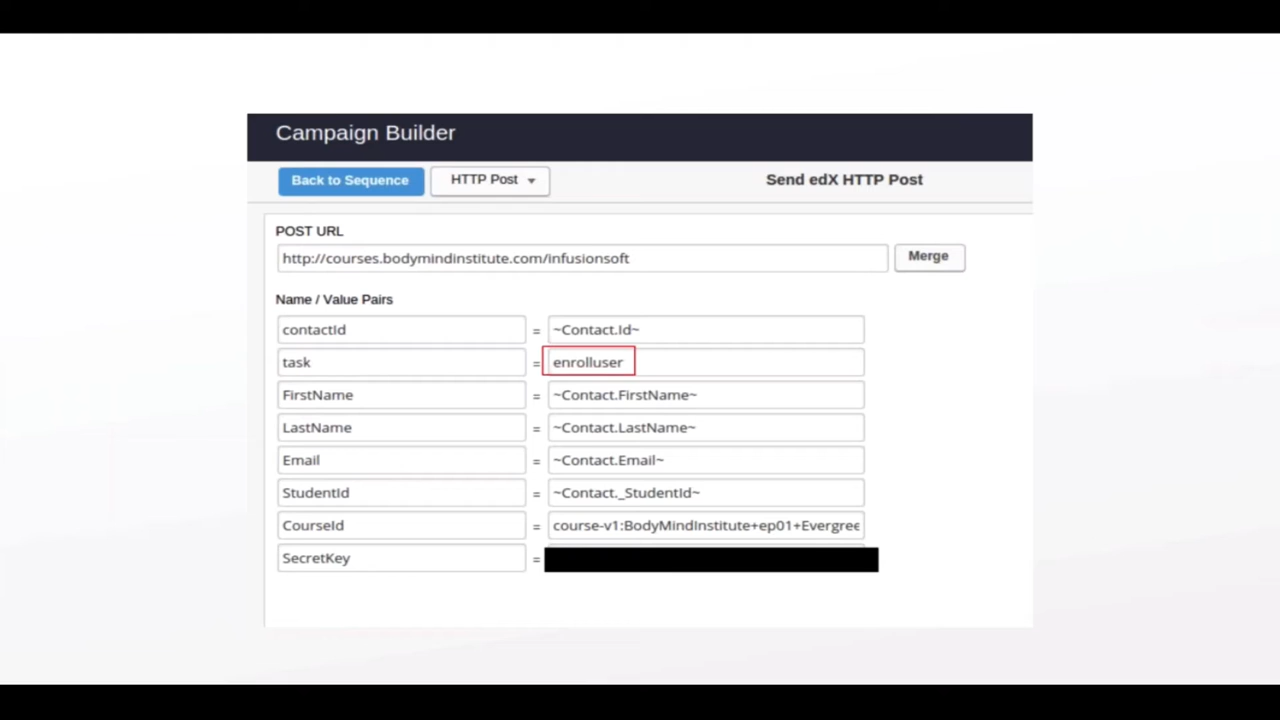 Campaign Builder
Back to Sequence HTTP Post Send edX HTTP Post
POST URL
http://courses.bodymindinstitute.com/infusionsoft Merge
Name / Value Pairs
contactId = ~Contact.Id~
task = enrolluser
FirstName = ~Contact.FirstName~
LastName = ~Contact.LastName~
Email = ~Contact.Email~
StudentId = ~Contact._StudentId~
CourseId = course-v1:BodyMindInstitute+ep01+Evergree
SecretKey =